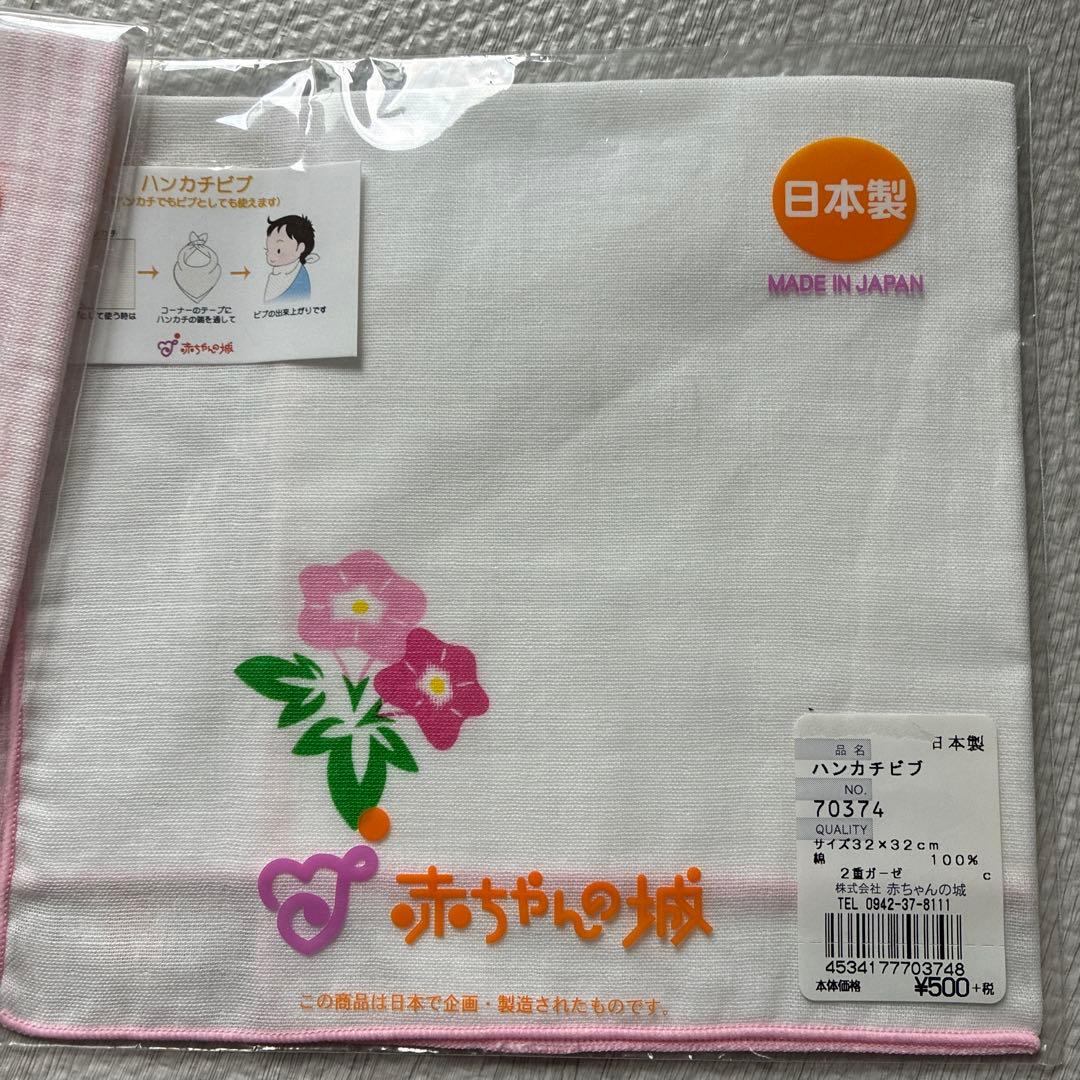 ハンカチビブ
ンカチでもビブとしても使えます)
して使う時は
コーナーのテープに
ハンカチの端を通して
ビブの出来上がりです
赤ちゃんの城
日本製
MADE IN JAPAN
赤ちゃんの城
この商品は日本で企画・製造されたものです。
日本製
品名
ハンカチビブ
NO.
70374
QUALITY
サイズ32×32cm
綿 100%
2重ガーゼ c
株式会社 赤ちゃんの城
TEL 0942-37-8111
4534177703748
本体価格 ¥500+税